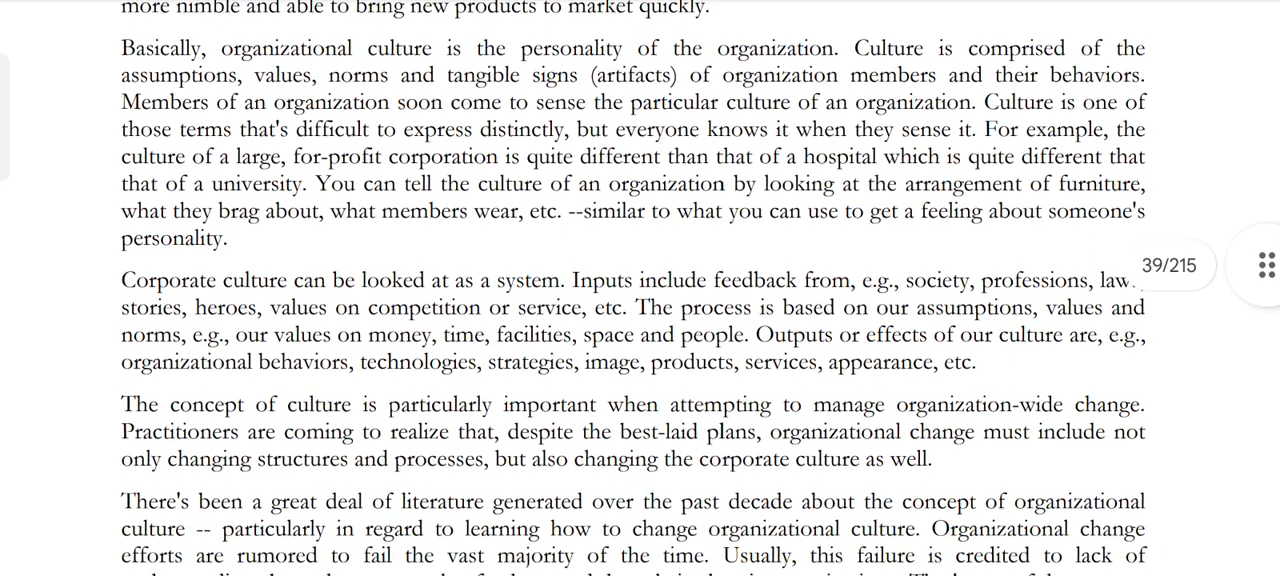 more nimble and able to bring new products to market quickly.
Basically, organizational culture is the personality of the organization. Culture is comprised of the
assumptions, values, norms and tangible signs (artifacts) of organization members and their behaviors.
Members of an organization soon come to sense the particular culture of an organization. Culture is one of
those terms that's difficult to express distinctly, but everyone knows it when they sense it. For example, the
culture of a large, for-profit corporation is quite different than that of a hospital which is quite different that
that of a university. You can tell the culture of an organization by looking at the arrangement of furniture,
what they brag about, what members wear, etc. --similar to what you can use to get a feeling about someone's
personality.
39/215
Corporate culture can be looked at as a system. Inputs include feedback from, e.g., society, professions, law
stories, heroes, values on competition or service, etc. The process is based on our assumptions, values and
norms, e.g., our values on money, time, facilities, space and people. Outputs or effects of our culture are, e.g.,
organizational behaviors, technologies, strategies, image, products, services, appearance, etc.
The concept of culture is particularly important when attempting to manage organization-wide change.
Practitioners are coming to realize that, despite the best-laid plans, organizational change must include not
only changing structures and processes, but also changing the corporate culture as well.
There's been a great deal of literature generated over the past decade about the concept of organizational
culture -- particularly in regard to learning how to change organizational culture. Organizational change
efforts are rumored to fail the vast majority of the time. Usually, this failure is credited to lack of